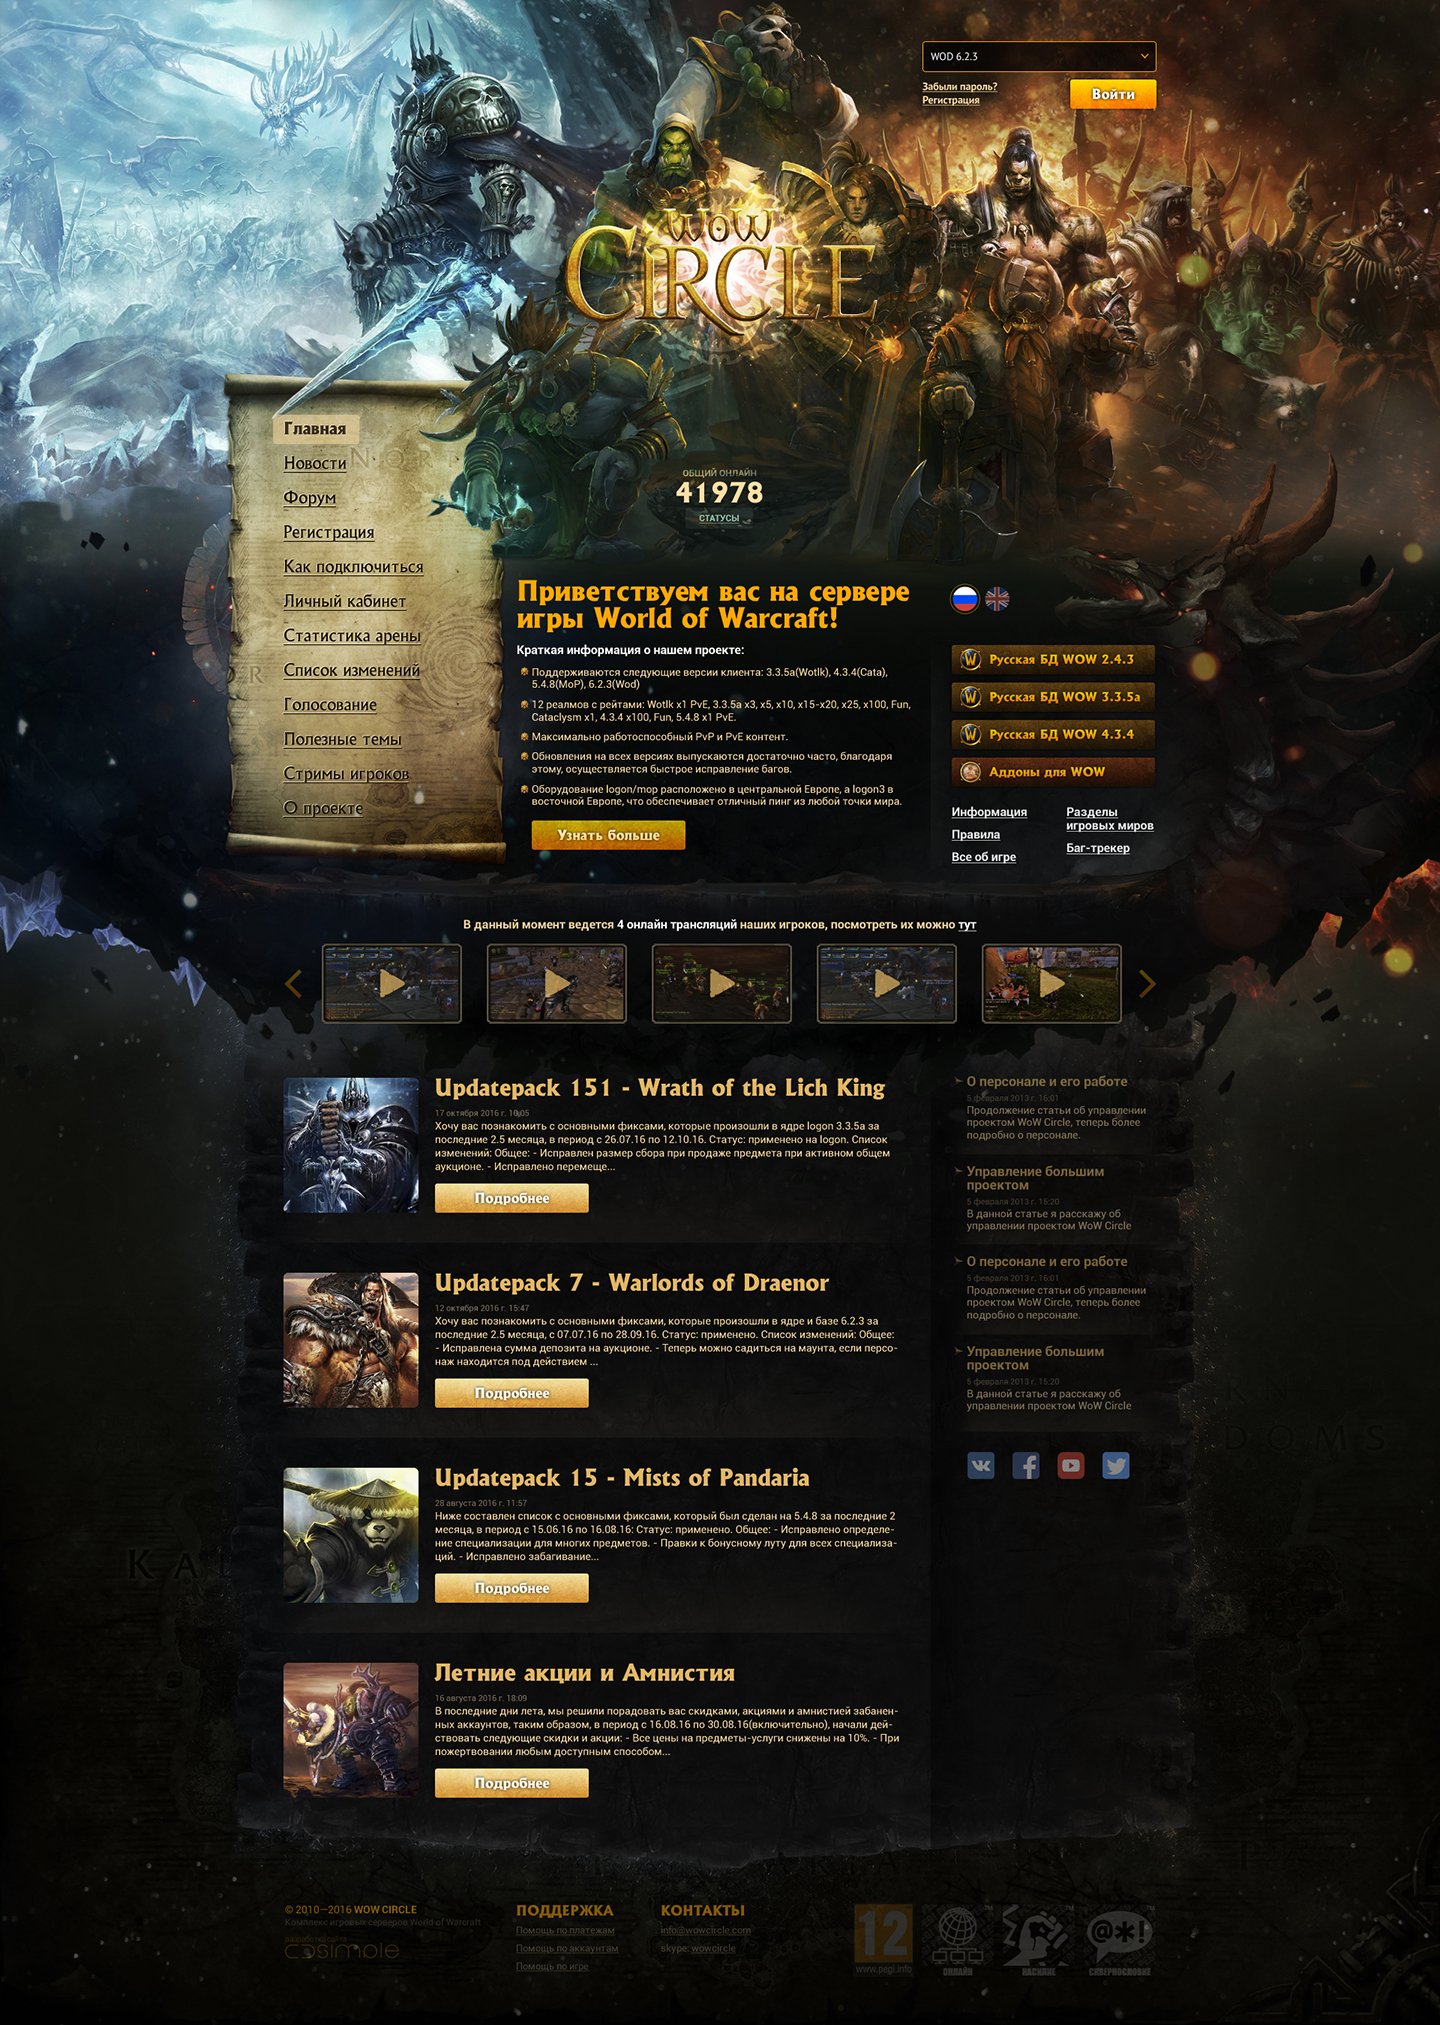 WOD 6.2.3
Забыли пароль?
Регистрация
Войти
WoW
CIRCLE
Главная
Новости
Форум
Регистрация
Как подключиться
Личный кабинет
Статистика арены
Список изменений
Голосование
Полезные темы
Стримы игроков
О проекте
ОБЩИЙ ОНЛАЙН
41978
СТАТУСЫ
Приветствуем вас на сервере
игры World of Warcraft!
Краткая информация о нашем проекте:
Поддерживаются следующие версии клиента: 3.3.5a(Wotlk), 4.3.4(Cata),
5.4.8(MoP), 6.2.3(Wod)
12 реалмов с рейтами: Wotlk x1 PvE, 3.3.5a x3, x5, x10, x15-x20, x25, x100, Fun,
Cataclysm x1, 4.3.4 x100, Fun, 5.4.8 x1 PvE.
Максимально работоспособный PvP и PvE контент.
Обновления на всех версиях выпускаются достаточно часто, благодаря
этому, осуществляется быстрое исправление багов.
Оборудование logon/mop расположено в центральной Европе, а logon3 в
восточной Европе, что обеспечивает отличный пинг из любой точки мира.
Узнать больше
Русская БД WOW 2.4.3
Русская БД WOW 3.3.5a
Русская БД WOW 4.3.4
Аддоны для WOW
Информация
Правила
Все об игре
Разделы
игровых миров
Баг-трекер
В данный момент ведется 4 онлайн трансляций наших игроков, посмотреть их можно тут
Updatepack 151 - Wrath of the Lich King
17 октября 2016 г. 10:05
Хочу вас познакомить с основными фиксами, которые произошли в ядре logon 3.3.5a за
последние 2.5 месяца, в период с 26.07.16 по 12.10.16. Статус: применено на logon. Список
изменений: Общее: - Исправлен размер сбора при продаже предмета при активном общем
аукционе. - Исправлено перемеще...
Подробнее
Updatepack 7 - Warlords of Draenor
12 октября 2016 г. 15:47
Хочу вас познакомить с основными фиксами, которые произошли в ядре и базе 6.2.3 за
последние 2.5 месяца, с 07.07.16 по 28.09.16. Статус: применено. Список изменений: Общее:
- Исправлена сумма депозита на аукционе. - Теперь можно садиться на маунта, если персо-
наж находится под действием ...
Подробнее
Updatepack 15 - Mists of Pandaria
28 августа 2016 г. 11:57
Ниже составлен список с основными фиксами, который был сделан на 5.4.8 за последние 2
месяца, в период с 15.06.16 по 16.08.16: Статус: применено. Общее: - Исправлено определе-
ние специализации для многих предметов. - Правки к бонусному луту для всех специализа-
ций. - Исправлено забагивание...
Подробнее
Летние акции и Амнистия
16 августа 2016 г. 18:09
В последние дни лета, мы решили порадовать вас скидками, акциями и амнистией забанен-
ных аккаунтов, таким образом, в период с 16.08.16 по 30.08.16(включительно), начали дей-
ствовать следующие скидки и акции: - Все цены на предметы-услуги снижены на 10%. - При
пожертвовании любым доступным способом...
Подробнее
О персонале и его работе
5 февраля 2013 г. 16:01
Продолжение статьи об управлении
проектом WoW Circle, теперь более
подробно о персонале.
Управление большим
проектом
5 февраля 2013 г. 15:20
В данной статье я расскажу об
управлении проектом WoW Circle
О персонале и его работе
5 февраля 2013 г. 16:01
Продолжение статьи об управлении
проектом WoW Circle, теперь более
подробно о персонале.
Управление большим
проектом
5 февраля 2013 г. 15:20
В данной статье я расскажу об
управлении проектом WoW Circle
© 2010—2016 WOW CIRCLE
Комплекс игровых серверов World of Warcraft
разработка сайта
cosimple
ПОДДЕРЖКА
Помощь по платежам
Помощь по аккаунтам
Помощь по игре
КОНТАКТЫ
info@wowcircle.com
skype: wowcircle
12
www.pegi.info
ОНЛАЙН
НАСИЛИЕ
@*!
СКВЕРНОСЛОВИЕ